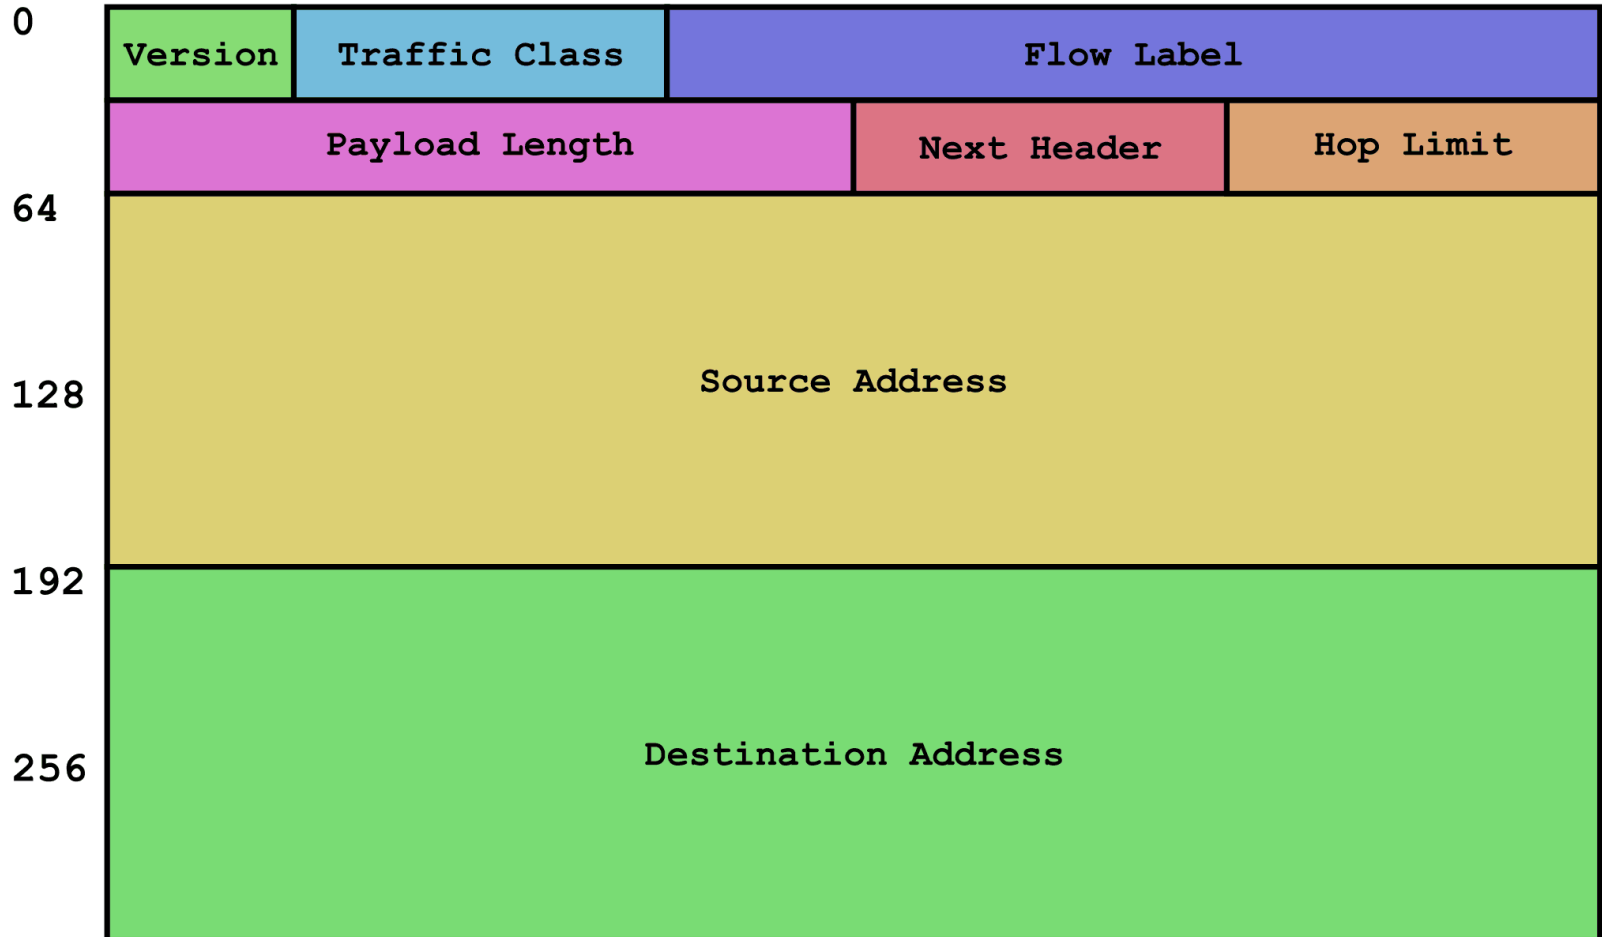 0
Version Traffic Class Flow Label
Payload Length Next Header Hop Limit
64
Source Address
128
192
Destination Address
256